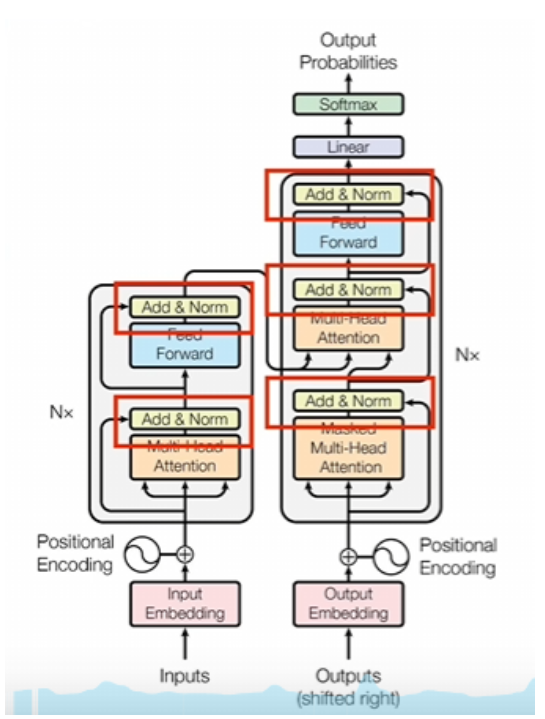 Output
Probabilities
Softmax
Linear
Add & Norm
Feed
Forward
Add & Norm
Multi-Head
Attention
Add & Norm
Masked
Multi-Head
Attention
Nx
Add & Norm
Feed
Forward
Add & Norm
Multi-Head
Attention
Nx
Positional
Encoding
Positional
Encoding
Input
Embedding
Output
Embedding
Inputs
Outputs
(shifted right)